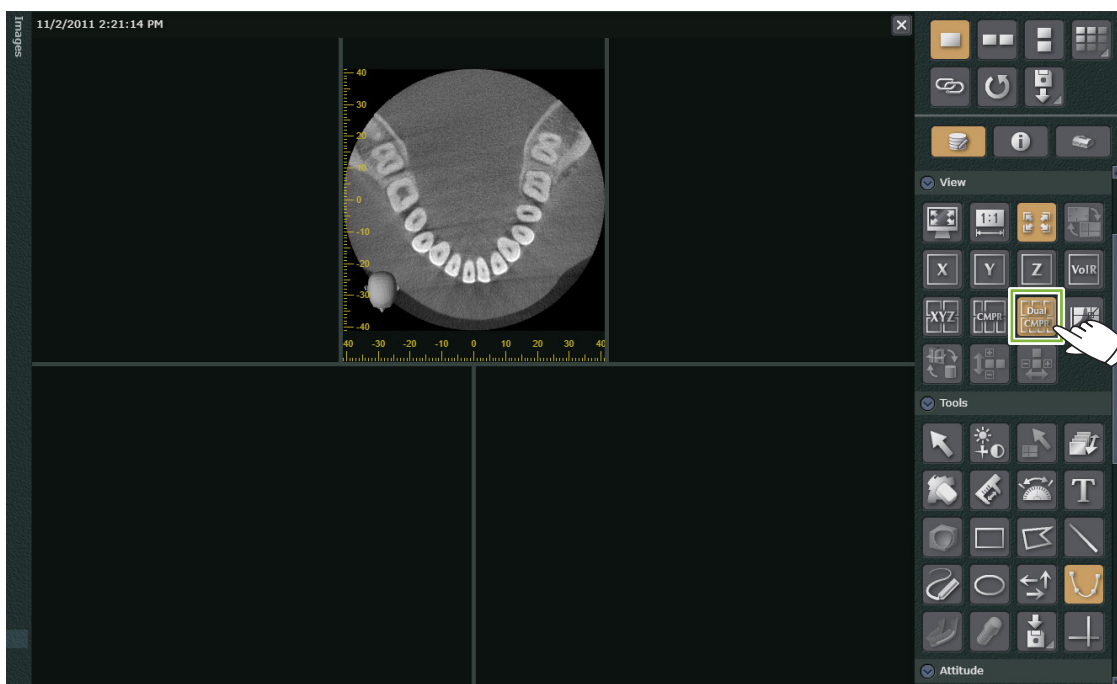 Images
11/2/2011 2:21:14 PM
View
1:1
X Y Z VolR
XYZ CMPR Dual CMPR
40
30
20
10
0
-10
-20
-30
-40
40 -30 -20 -10 0 10 20 30 40
Tools
T
Attitude